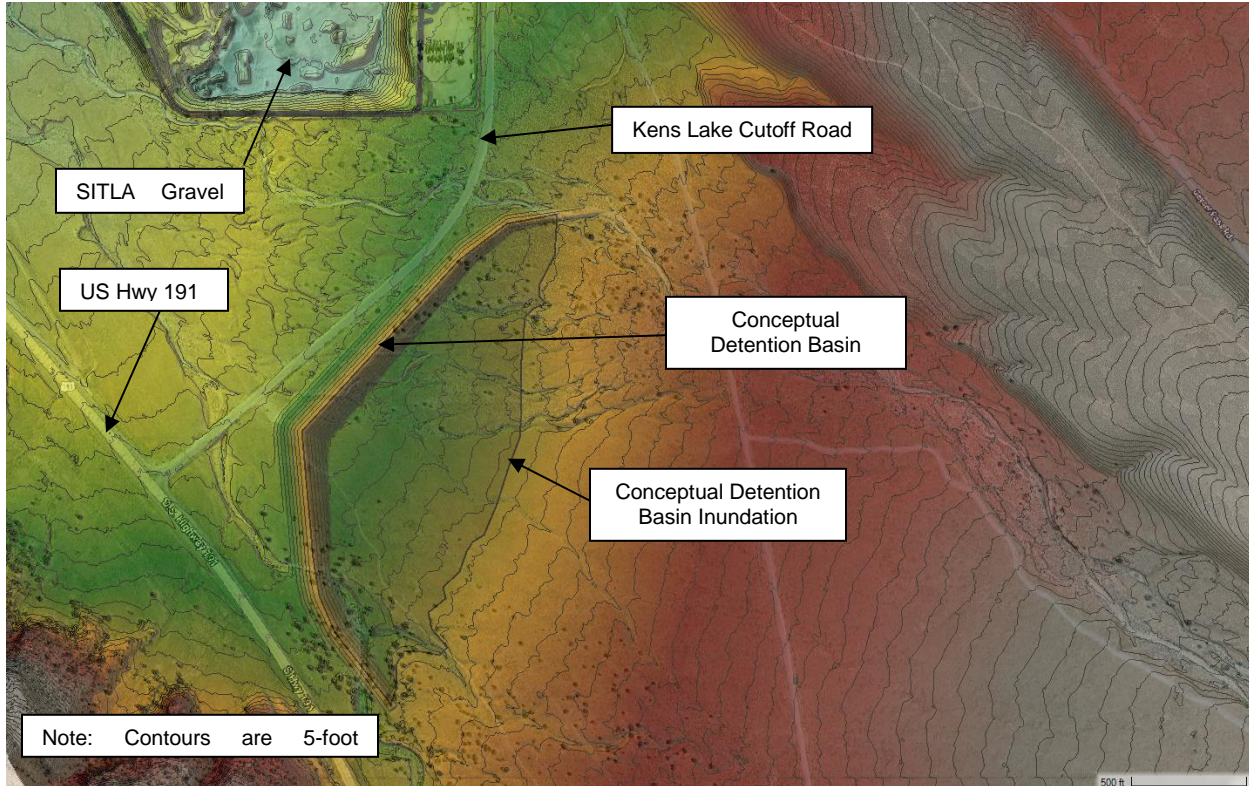 Kens Lake Cutoff Road
SITLA Gravel
US Hwy 191
Conceptual
Detention Basin
Conceptual Detention
Basin Inundation
Note: Contours are 5-foot
500 ft